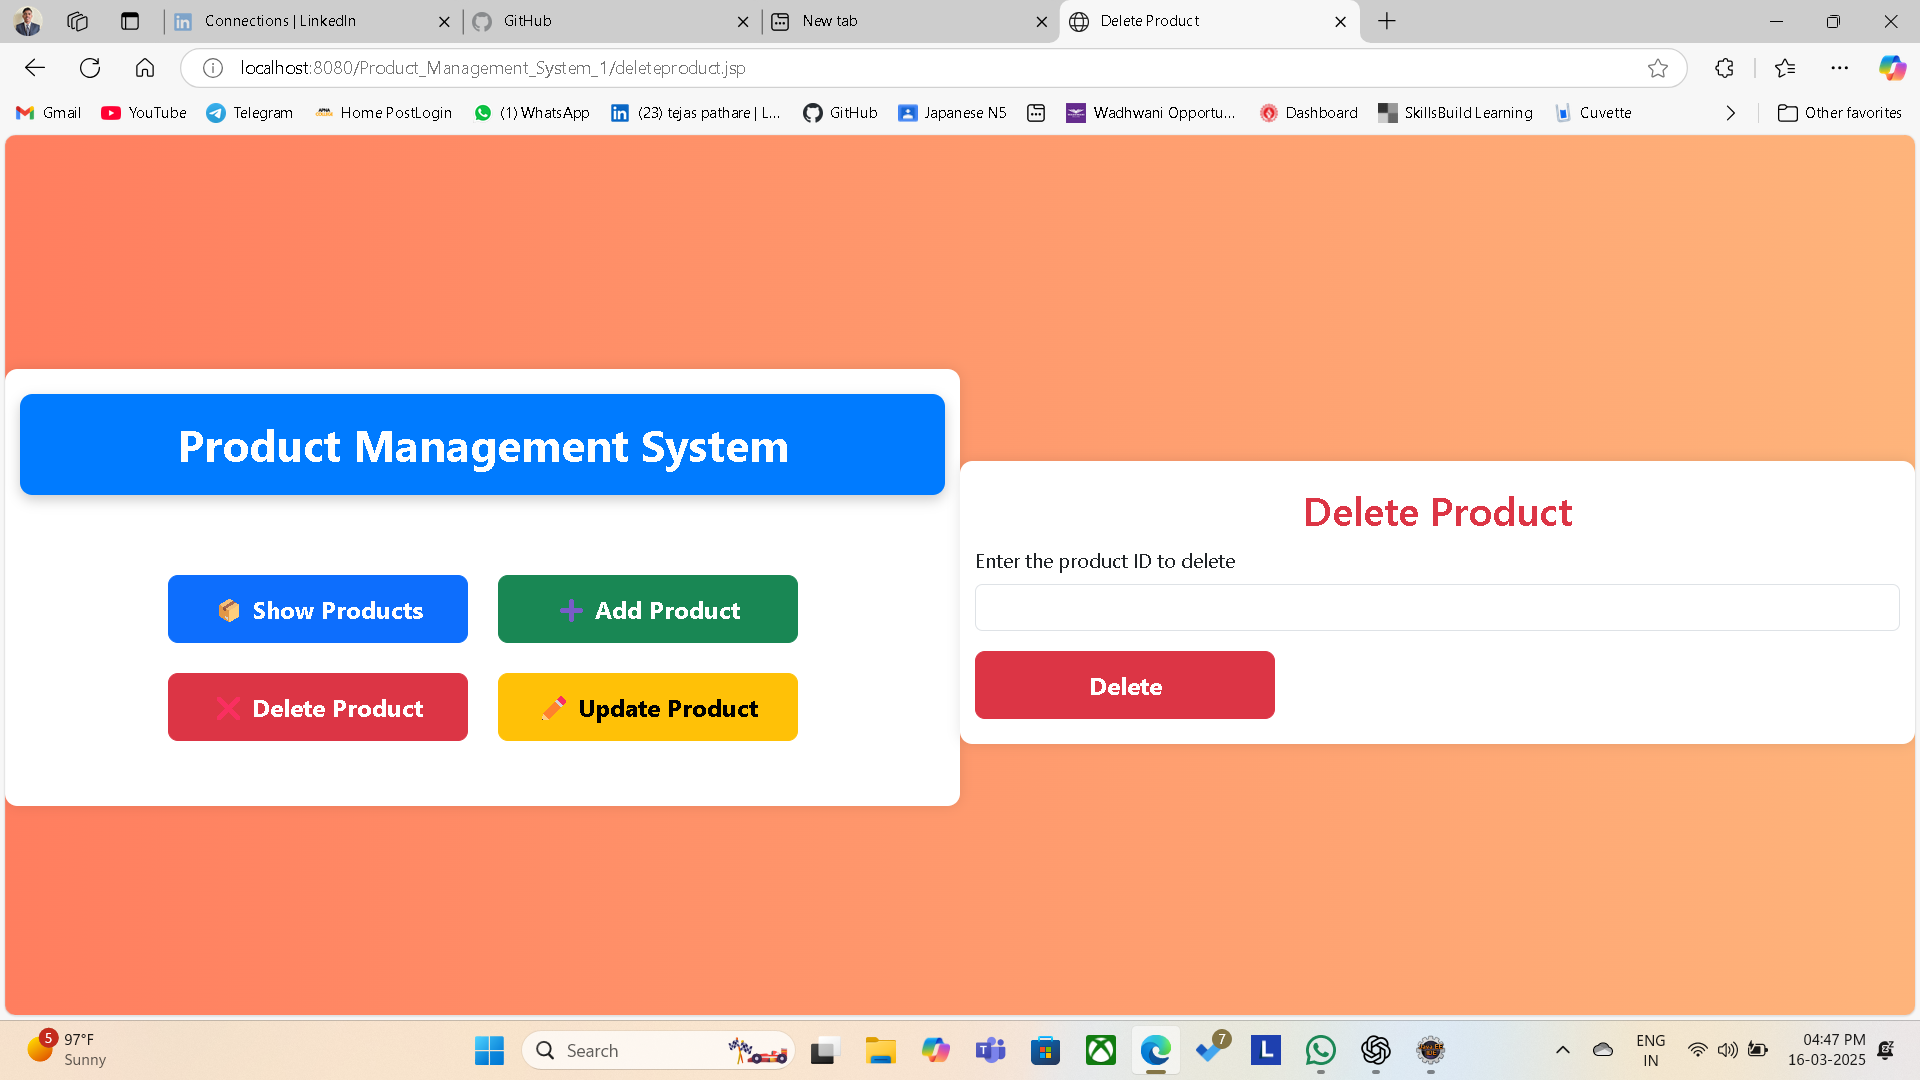 Connections | LinkedIn
GitHub
New tab
Delete Product
localhost:8080/Product_Management_System_1/deleteproduct.jsp
Gmail
YouTube
Telegram
Home PostLogin
(1) WhatsApp
(23) tejas pathare | L...
GitHub
Japanese N5
Wadhwani Opportu...
Dashboard
SkillsBuild Learning
Cuvette
Other favorites
Product Management System
Show Products
Add Product
Delete Product
Update Product
Delete Product
Enter the product ID to delete
Delete
5
97°F
Sunny
Search
7
L
ENG
IN
04:47 PM
16-03-2025